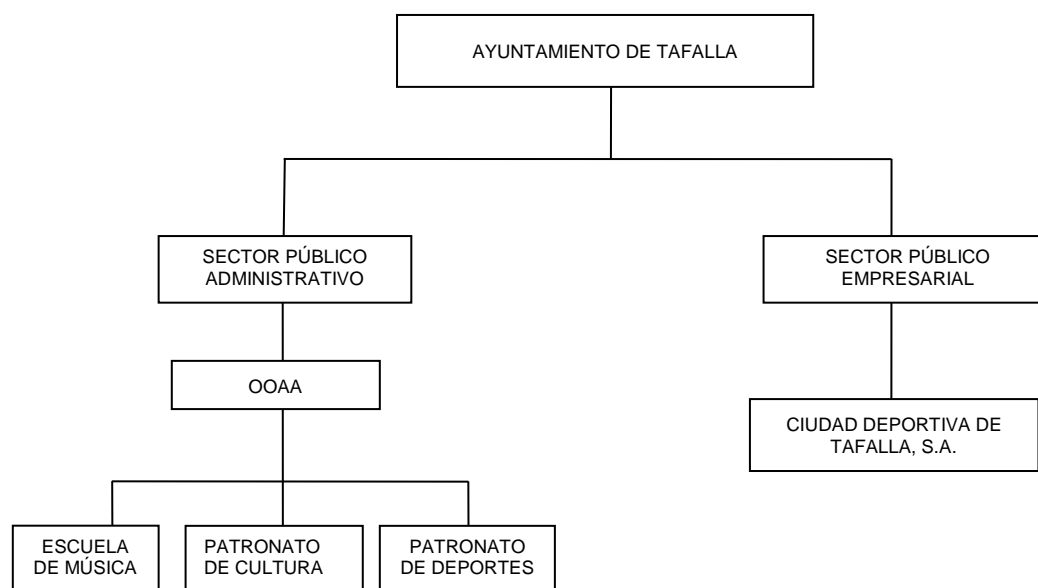 AYUNTAMIENTO DE TAFALLA
SECTOR PÚBLICO
ADMINISTRATIVO
SECTOR PÚBLICO
EMPRESARIAL
OOAA
CIUDAD DEPORTIVA DE
TAFALLA, S.A.
ESCUELA
DE MÚSICA
PATRONATO
DE CULTURA
PATRONATO
DE DEPORTES